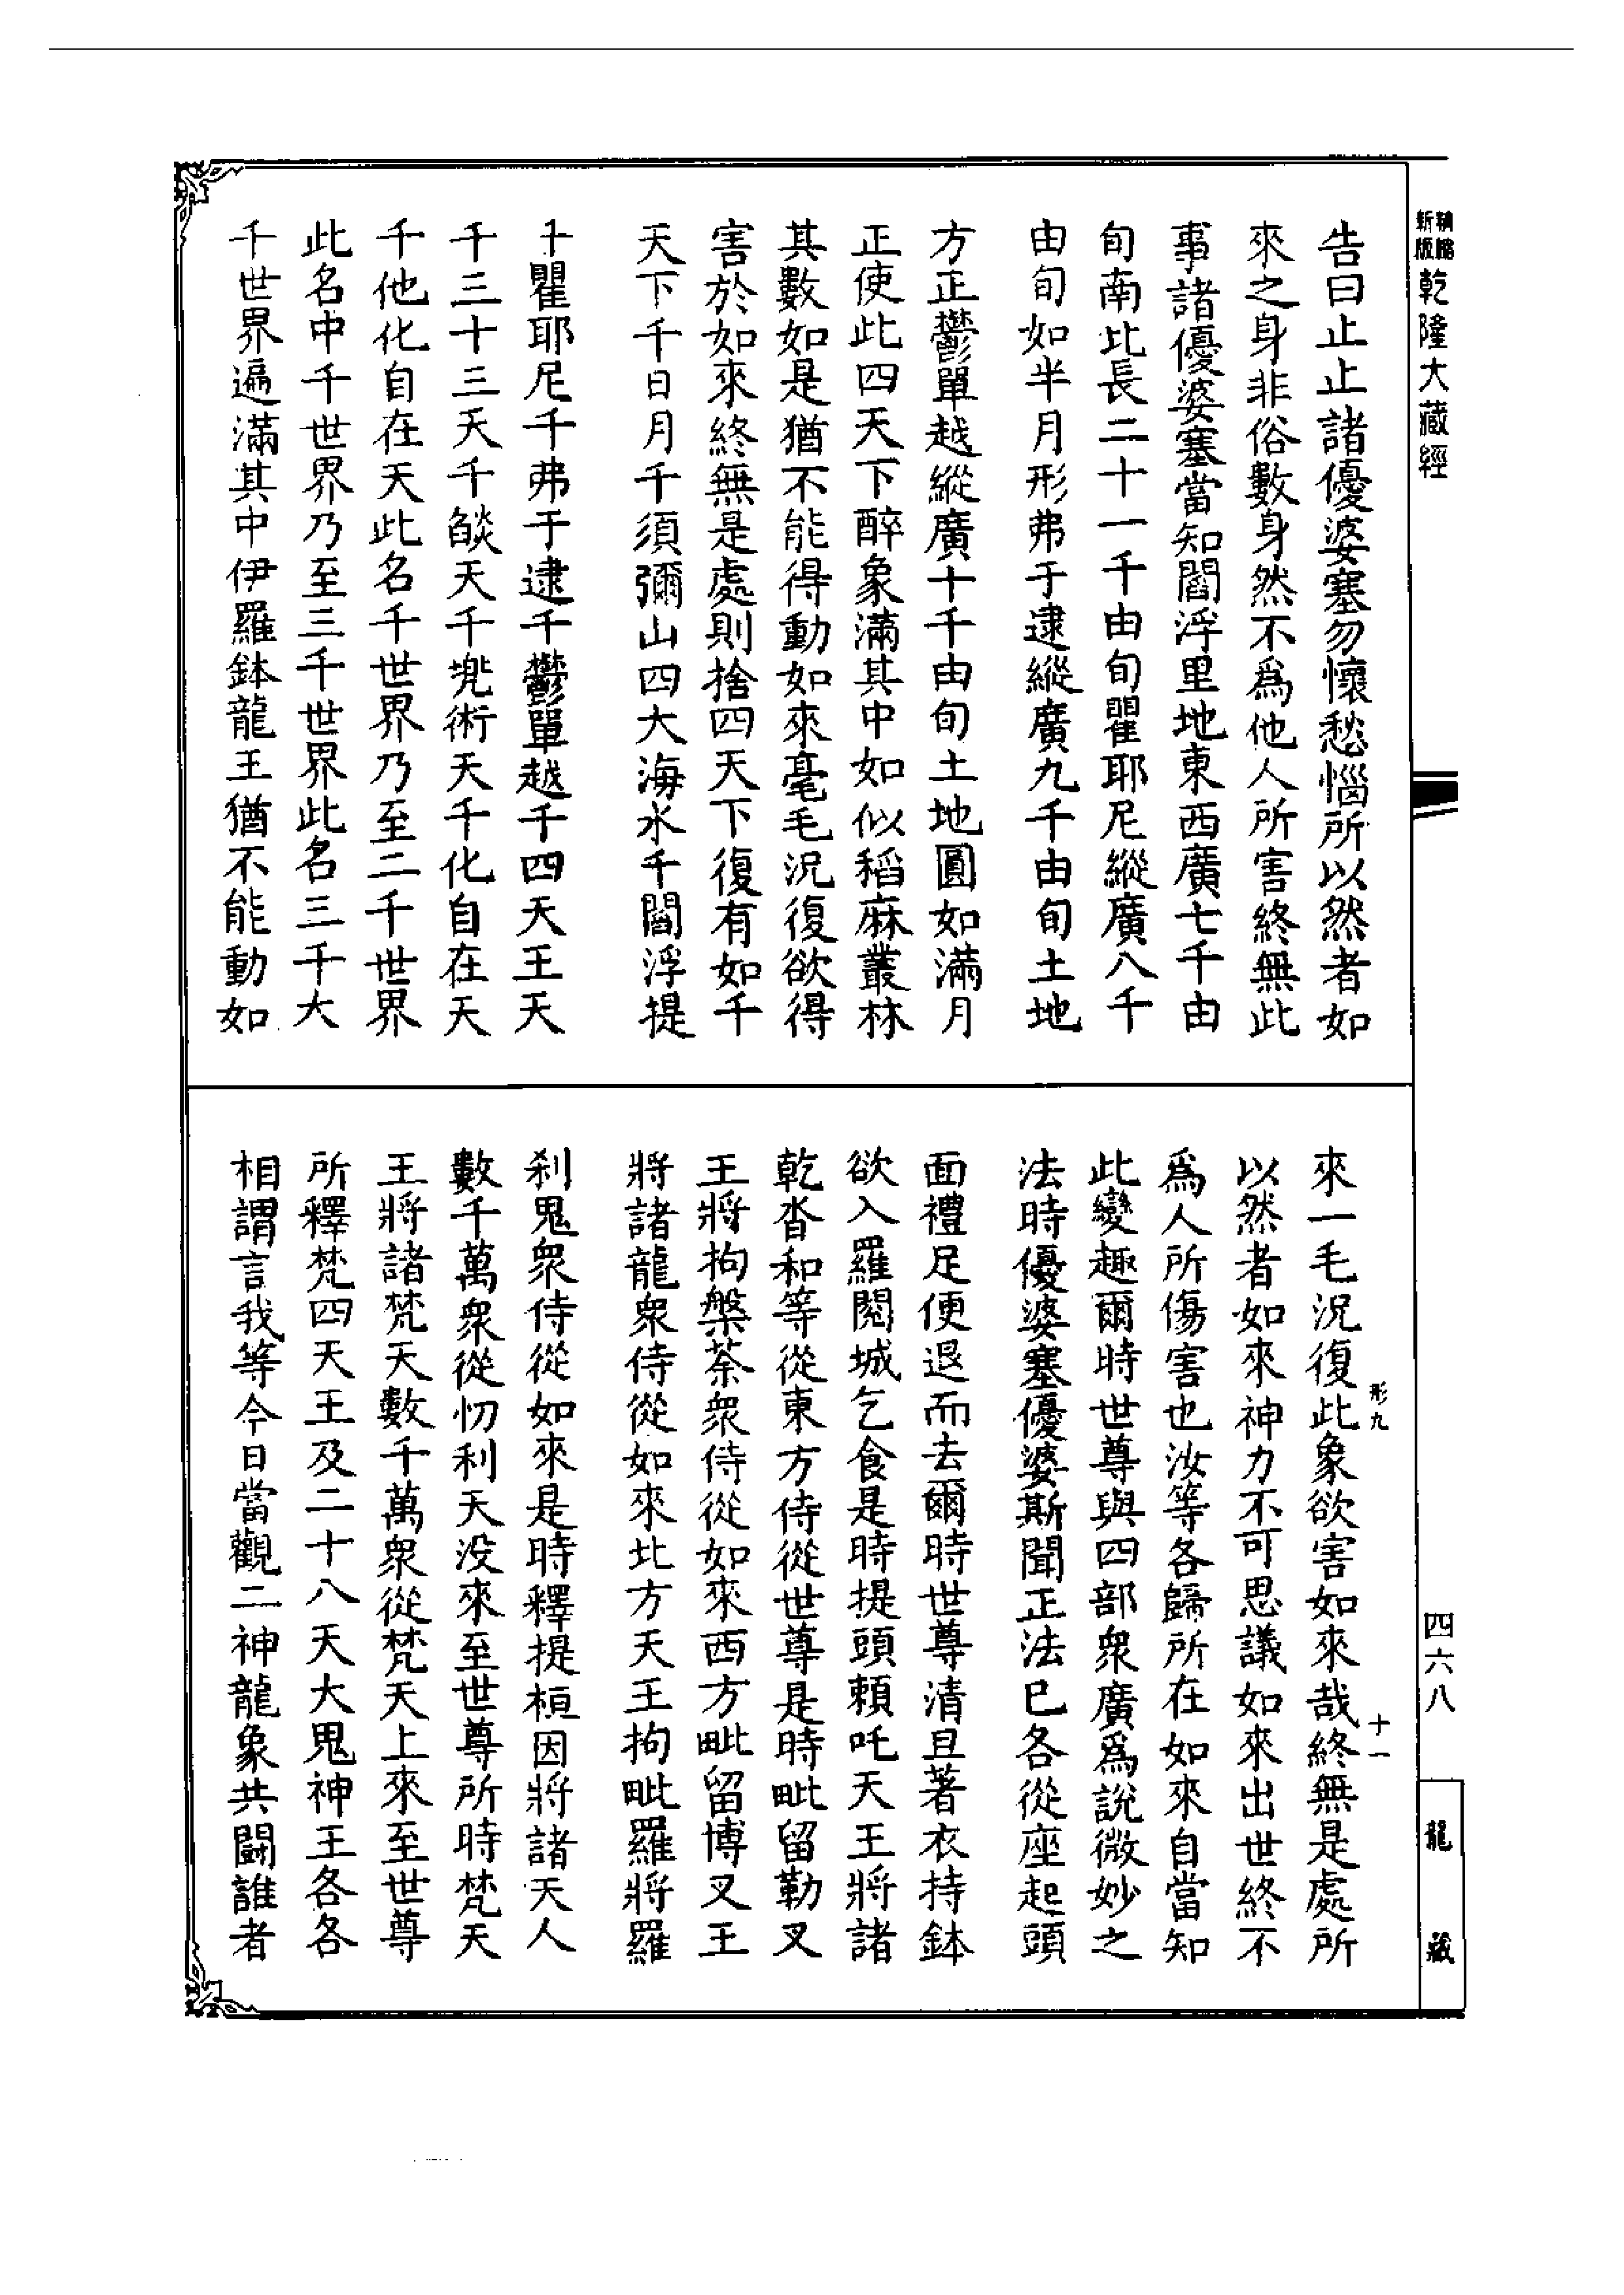 精縮新版乾隆大藏經
告曰止止諸優婆塞勿懷愁惱所以然者如
來之身非俗數身然不爲他人所害終無此
事諸優婆塞當知閻浮里地東西廣七千由
旬南北長二十一千由旬瞿耶尼縱廣八千
由旬如半月形弗于逮縱廣九千由旬土地
方正鬱單越縱廣十千由旬土地圓如滿月
正使此四天下醉象滿其中如似稻麻叢林
其數如是猶不能得動如來毫毛況復欲得
害於如來終無是處則捨四天下復有如千
天下千日月千須彌山四大海水千閻浮提
千瞿耶尼千弗于逮千鬱單越千四天王天
千三十三天千燄天千兜術天千化自在天
千他化自在天此名千世界乃至二千世界
此名中千世界乃至三千世界此名三千大
千世界遍滿其中伊羅鉢龍王猶不能動如
來一毛況復此象欲害如來哉終無是處所
以然者如來神力不可思議如來出世終不
爲人所傷害也汝等各歸所在如來自當知
此變趣爾時世尊與四部衆廣爲說微妙之
法時優婆塞優婆斯聞正法已各從座起頭
面禮足便退而去爾時世尊清旦著衣持鉢
欲入羅閱城乞食是時提頭賴吒天王將諸
乾沓和等從東方侍從世尊是時毗留勒叉
王將拘槃荼衆侍從如來西方毗留博叉王
將諸龍衆侍從如來北方天王拘毗羅將羅
剎鬼衆侍從如來是時釋提桓因將諸天人
數千萬衆從忉利天沒來至世尊所時梵天
王將諸梵天數千萬衆從梵天上來至世尊
所釋梵四天王及二十八天大鬼神王各各
相謂言我等今日當觀二神龍象共鬪誰者
形九
十一
四六八
龍藏